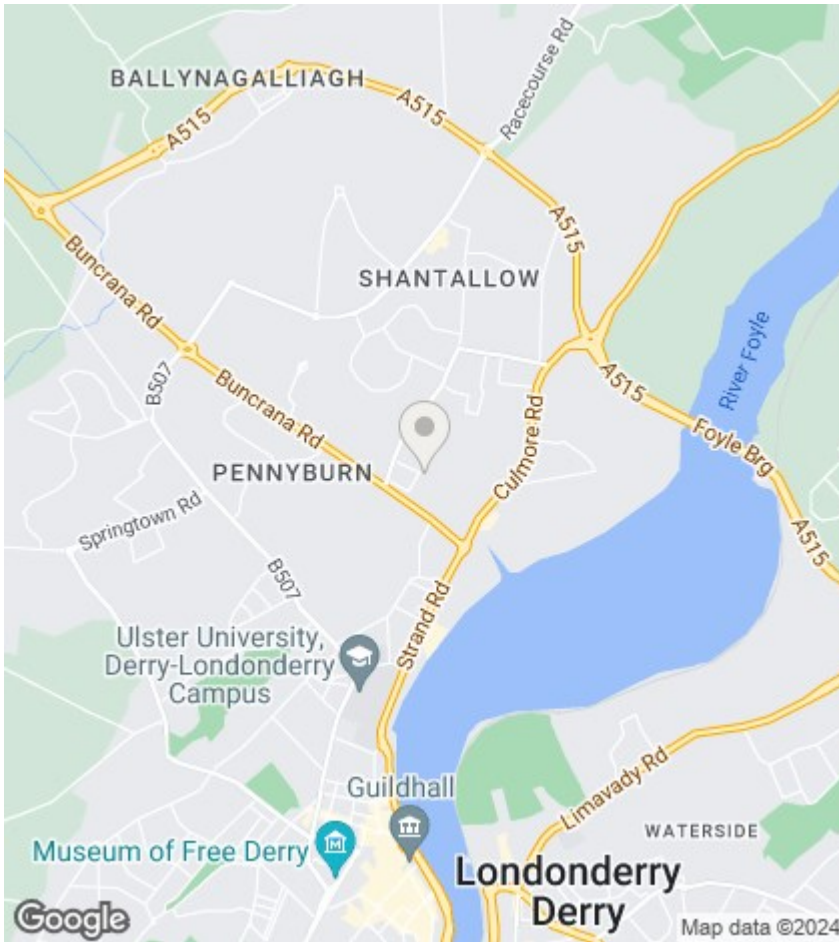 BALLYNAGALLIAGH
A515
A515
Racecourse Rd
A515
Buncrana Rd
SHANTALLOW
River Foyle
B507
Buncrana Rd
A515
Culmore Rd
Foyle Brg
PENNYBURN
Springtown Rd
A515
B507
Strand Rd
Ulster University,
Derry-Londonderry
Campus
Guildhall
Limavady Rd
WATERSIDE
Museum of Free Derry
Londonderry
Derry
Google
Map data ©2024